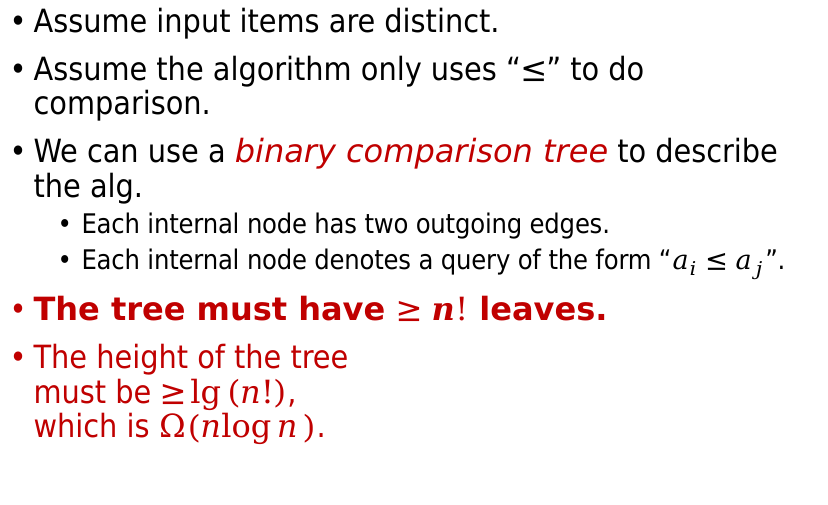 • Assume input items are distinct.
• Assume the algorithm only uses “≤” to do
comparison.
• We can use a binary comparison tree to describe
the alg.
• Each internal node has two outgoing edges.
• Each internal node denotes a query of the form “aᵢ ≤ aⱼ”.
• The tree must have ≥ n! leaves.
• The height of the tree
must be ≥ lg (n!),
which is Ω(n log n ).